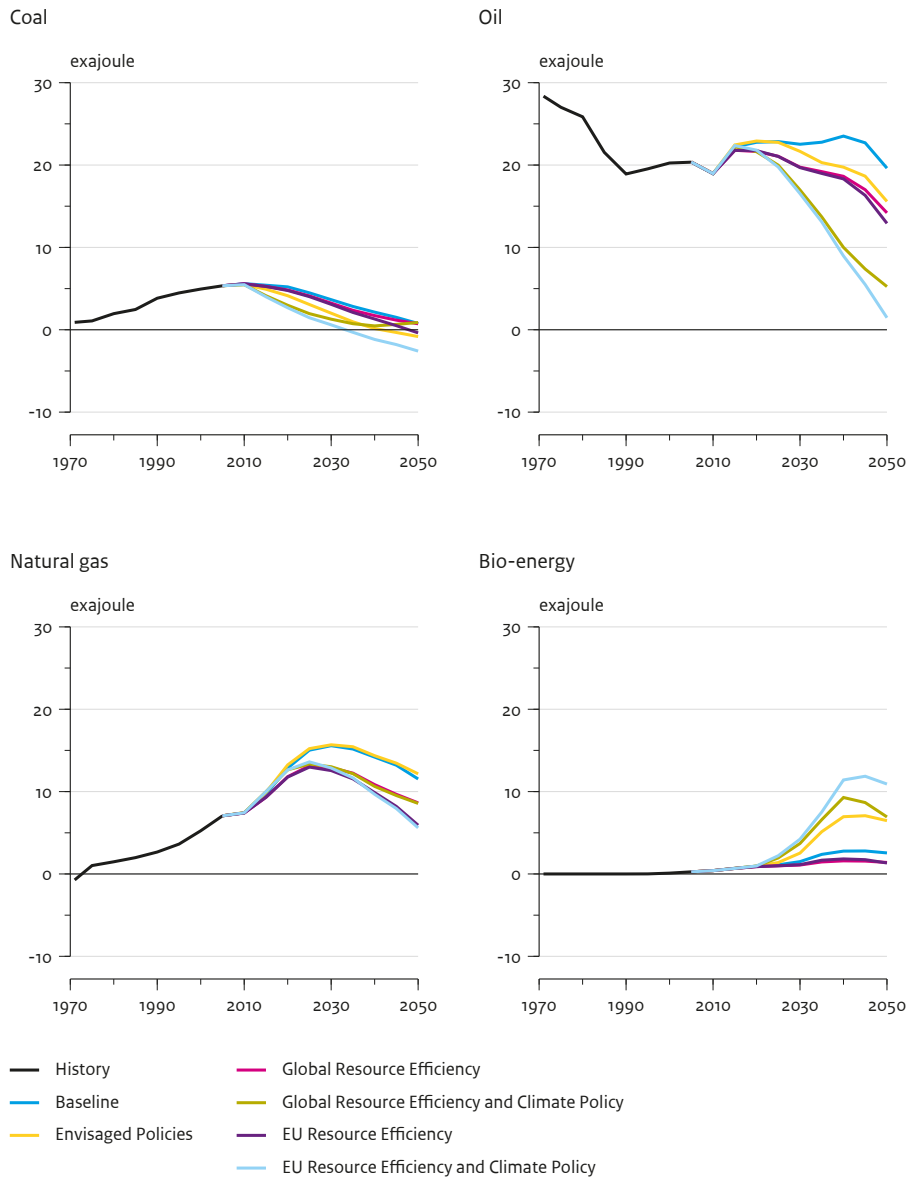 Coal
exajoule
30
20
10
0
-10
1970 1990 2010 2030 2050
Oil
exajoule
30
20
10
0
-10
1970 1990 2010 2030 2050
Natural gas
exajoule
30
20
10
0
-10
1970 1990 2010 2030 2050
Bio-energy
exajoule
30
20
10
0
-10
1970 1990 2010 2030 2050
History
Baseline
Envisaged Policies
Global Resource Efficiency
Global Resource Efficiency and Climate Policy
EU Resource Efficiency
EU Resource Efficiency and Climate Policy